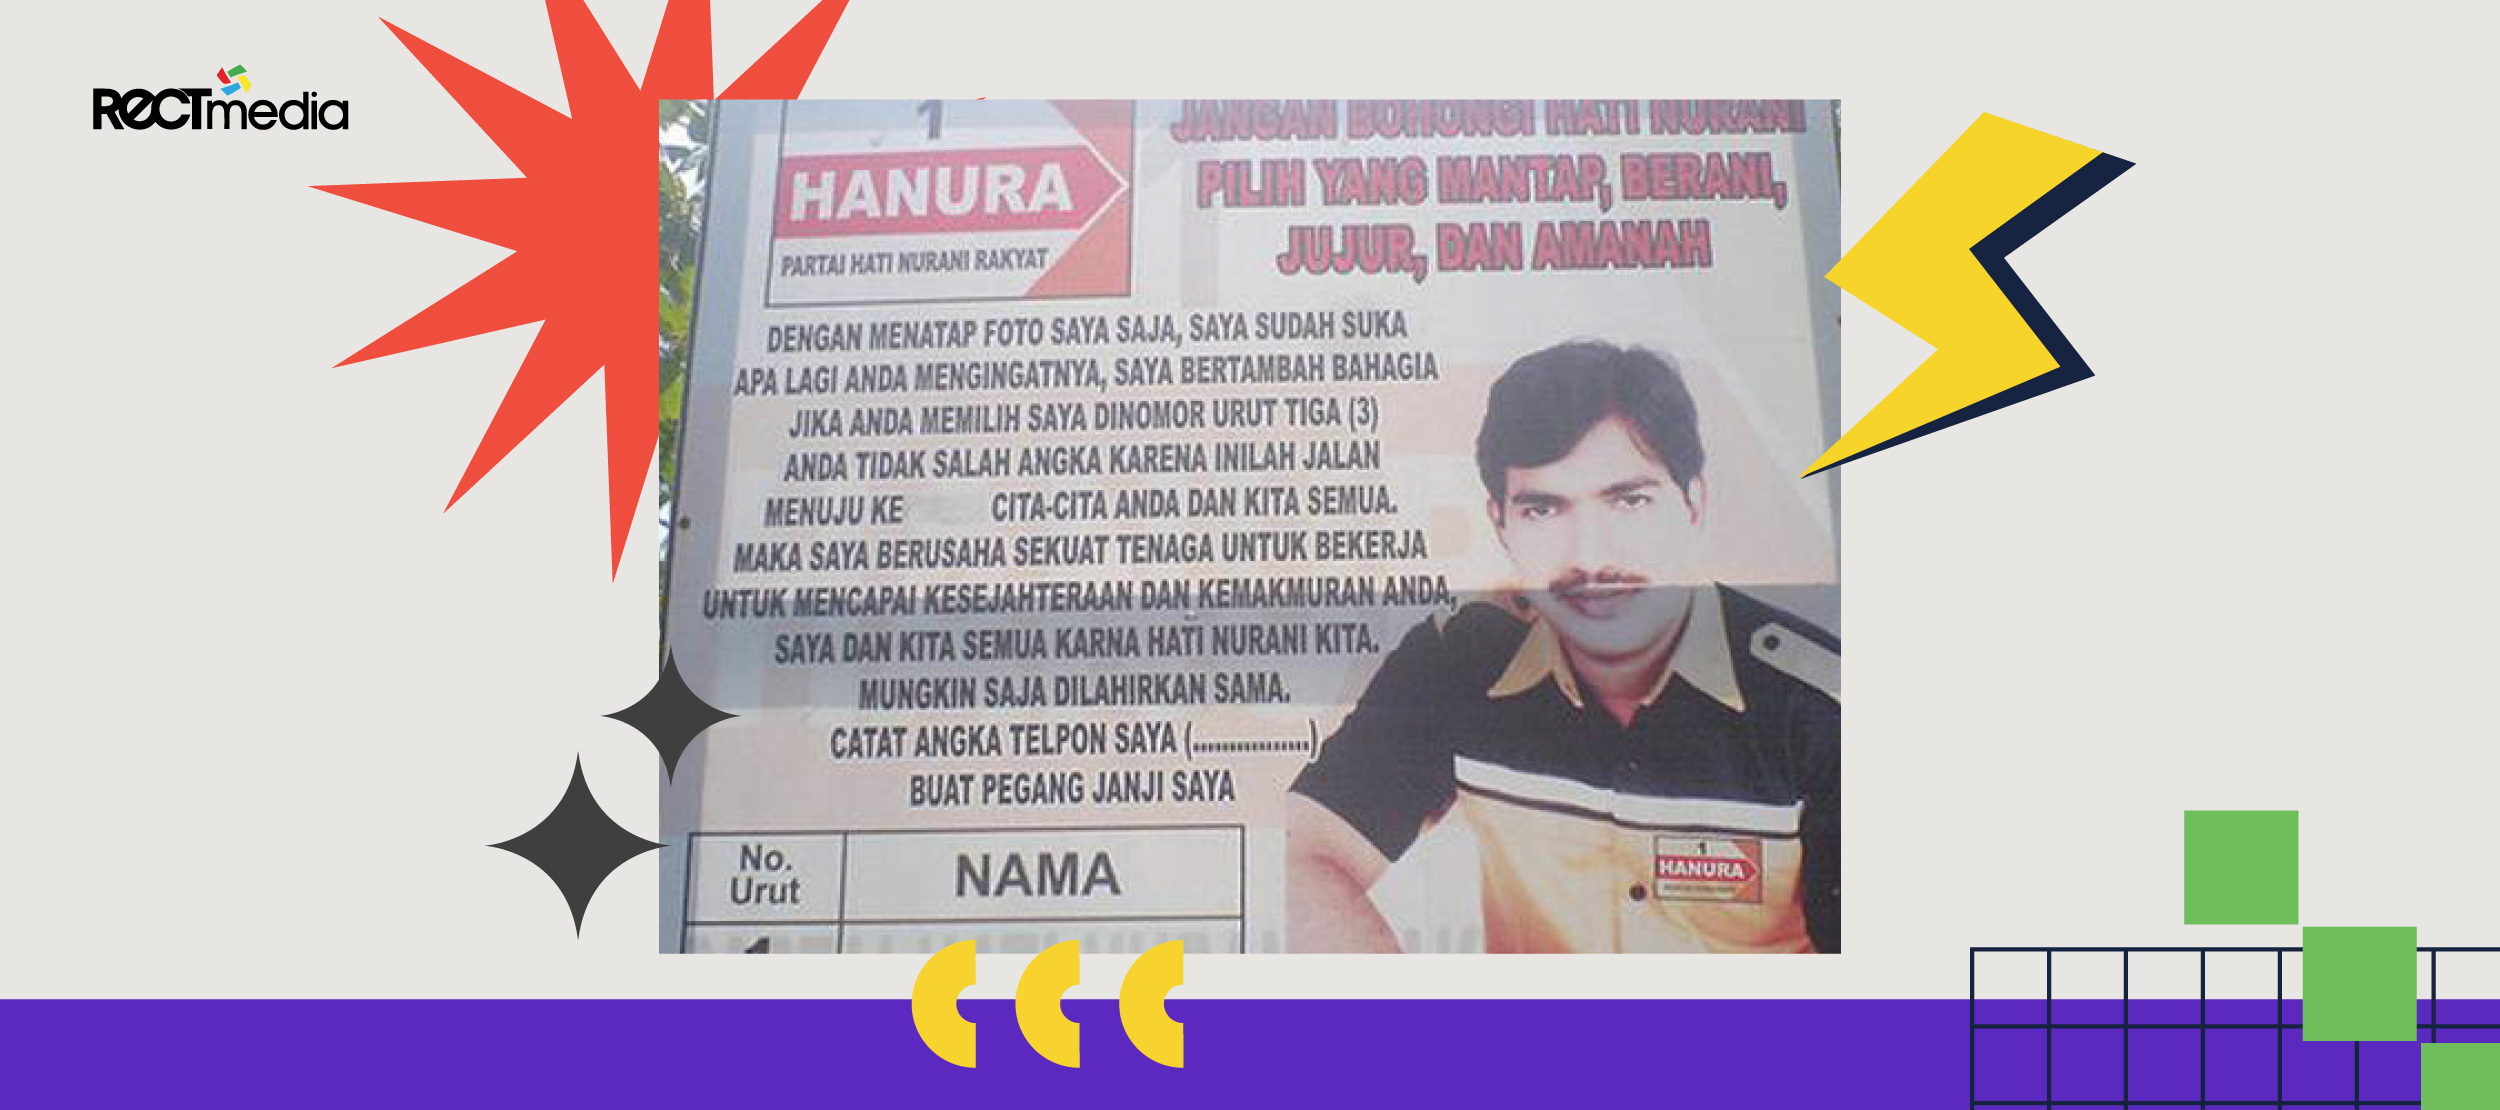 RECTmedia
1
HANURA
PARTAI HATI NURANI RAKYAT
JANGAN BOHONGI HATI NURANI
PILIH YANG MANTAP, BERANI,
JUJUR, DAN AMANAH
DENGAN MENATAP FOTO SAYA SAJA, SAYA SUDAH SUKA
APA LAGI ANDA MENGINGATNYA, SAYA BERTAMBAH BAHAGIA
JIKA ANDA MEMILIH SAYA DINOMOR URUT TIGA (3)
ANDA TIDAK SALAH ANGKA KARENA INILAH JALAN
MENUJU KE CITA-CITA ANDA DAN KITA SEMUA.
MAKA SAYA BERUSAHA SEKUAT TENAGA UNTUK BEKERJA
UNTUK MENCAPAI KESEJAHTERAAN DAN KEMAKMURAN ANDA,
SAYA DAN KITA SEMUA KARNA HATI NURANI KITA.
MUNGKIN SAJA DILAHIRKAN SAMA.
CATAT ANGKA TELPON SAYA (................)
BUAT PEGANG JANJI SAYA
No. Urut
NAMA
1
1
HANURA